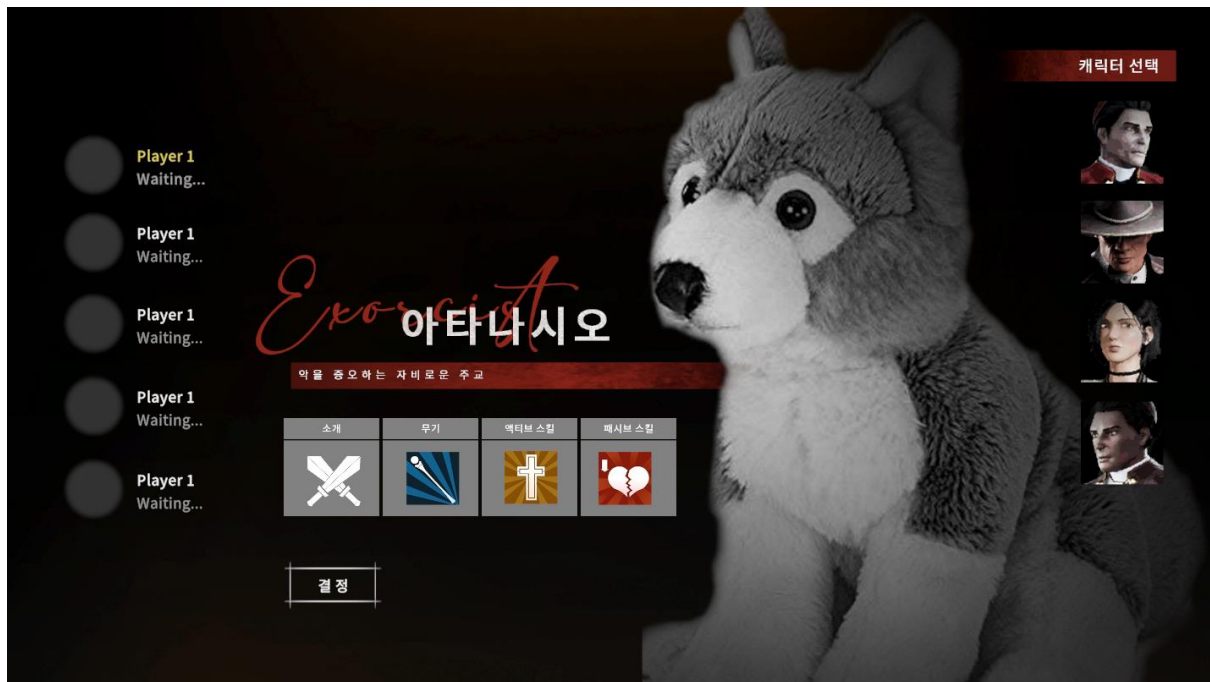 캐릭터 선택
Player 1
Waiting...
Player 1
Waiting...
Player 1
Waiting...
Player 1
Waiting...
Player 1
Waiting...
Exorcist
아타나시오
악을 증오하는 자비로운 주교
소개
무기
액티브 스킬
패시브 스킬
결정